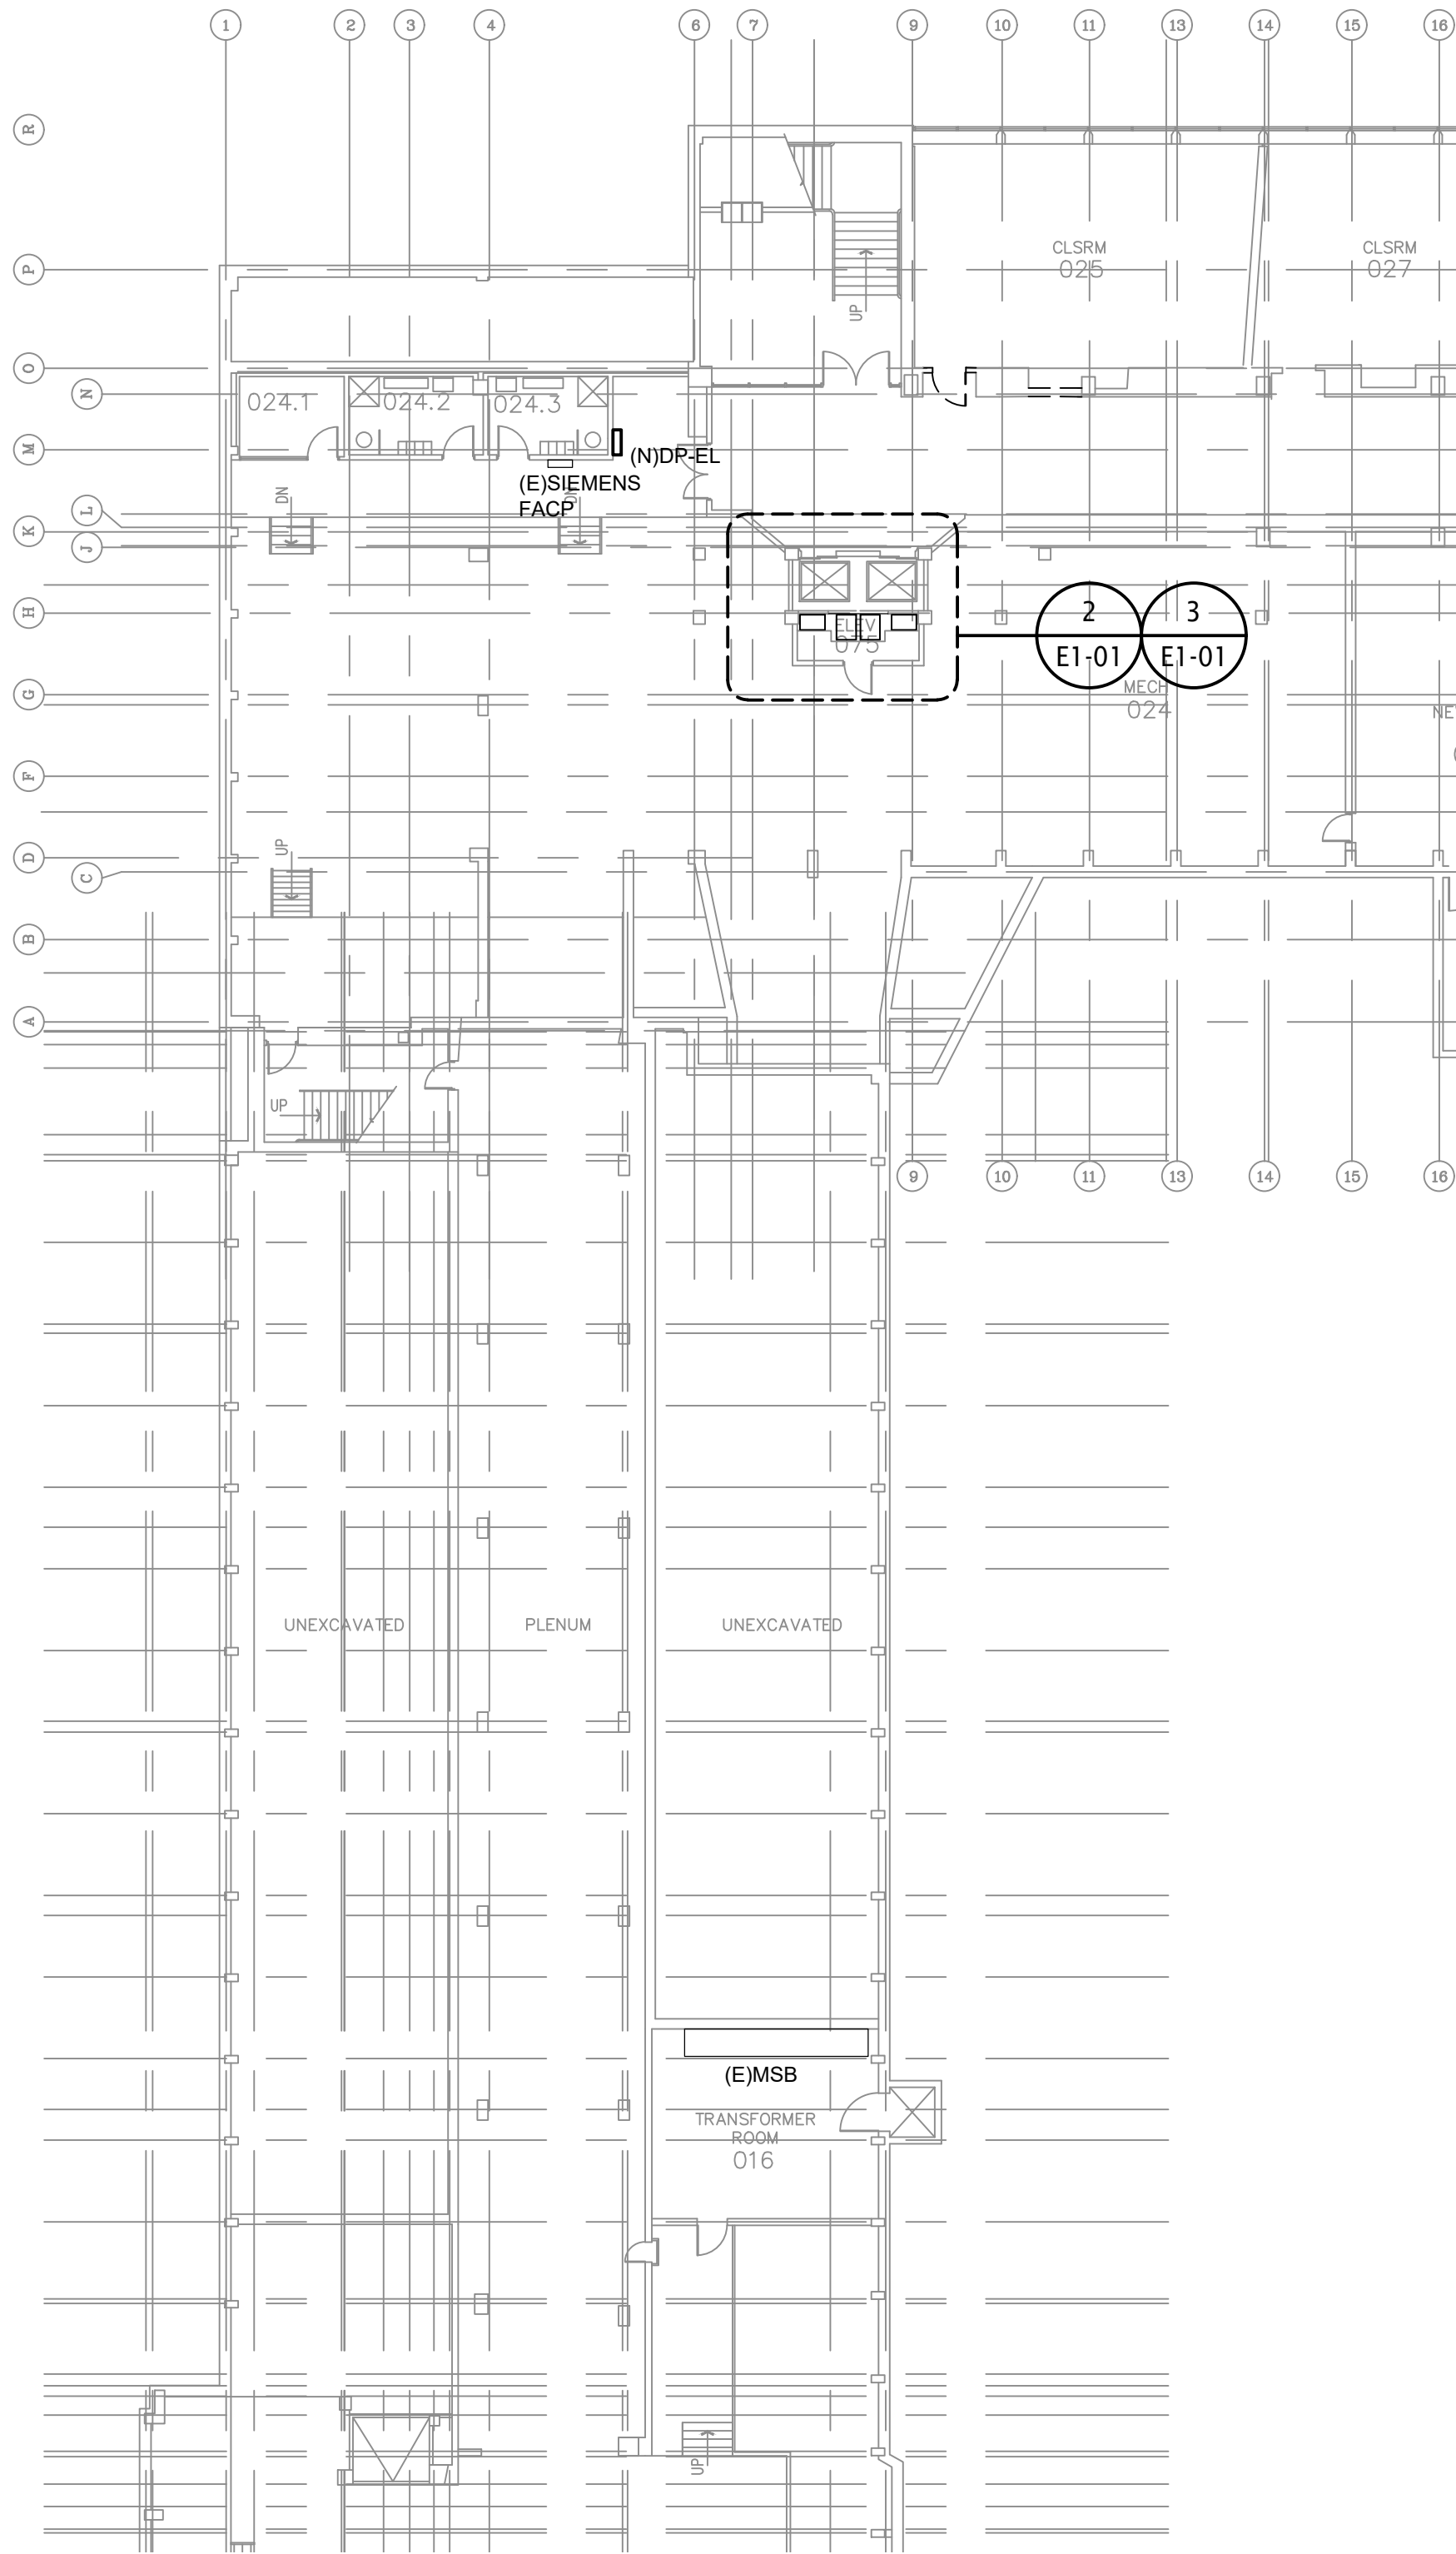 1 2 3 4 6 7 9 10 11 13 14 15 16
R
P
O
N
M
L
K
J
H
G
F
D
C
B
A
CLSRM
025
CLSRM
027
UP
024.1
024.2
024.3
(N)DP-EL
(E)SIEMENS
FACP
DN
DN
ELEV
075
2
E1-01
3
E1-01
MECH
024
UP
UP
9 10 11 13 14 15 16
UNEXCAVATED
PLENUM
UNEXCAVATED
(E)MSB
TRANSFORMER
ROOM
016
UP